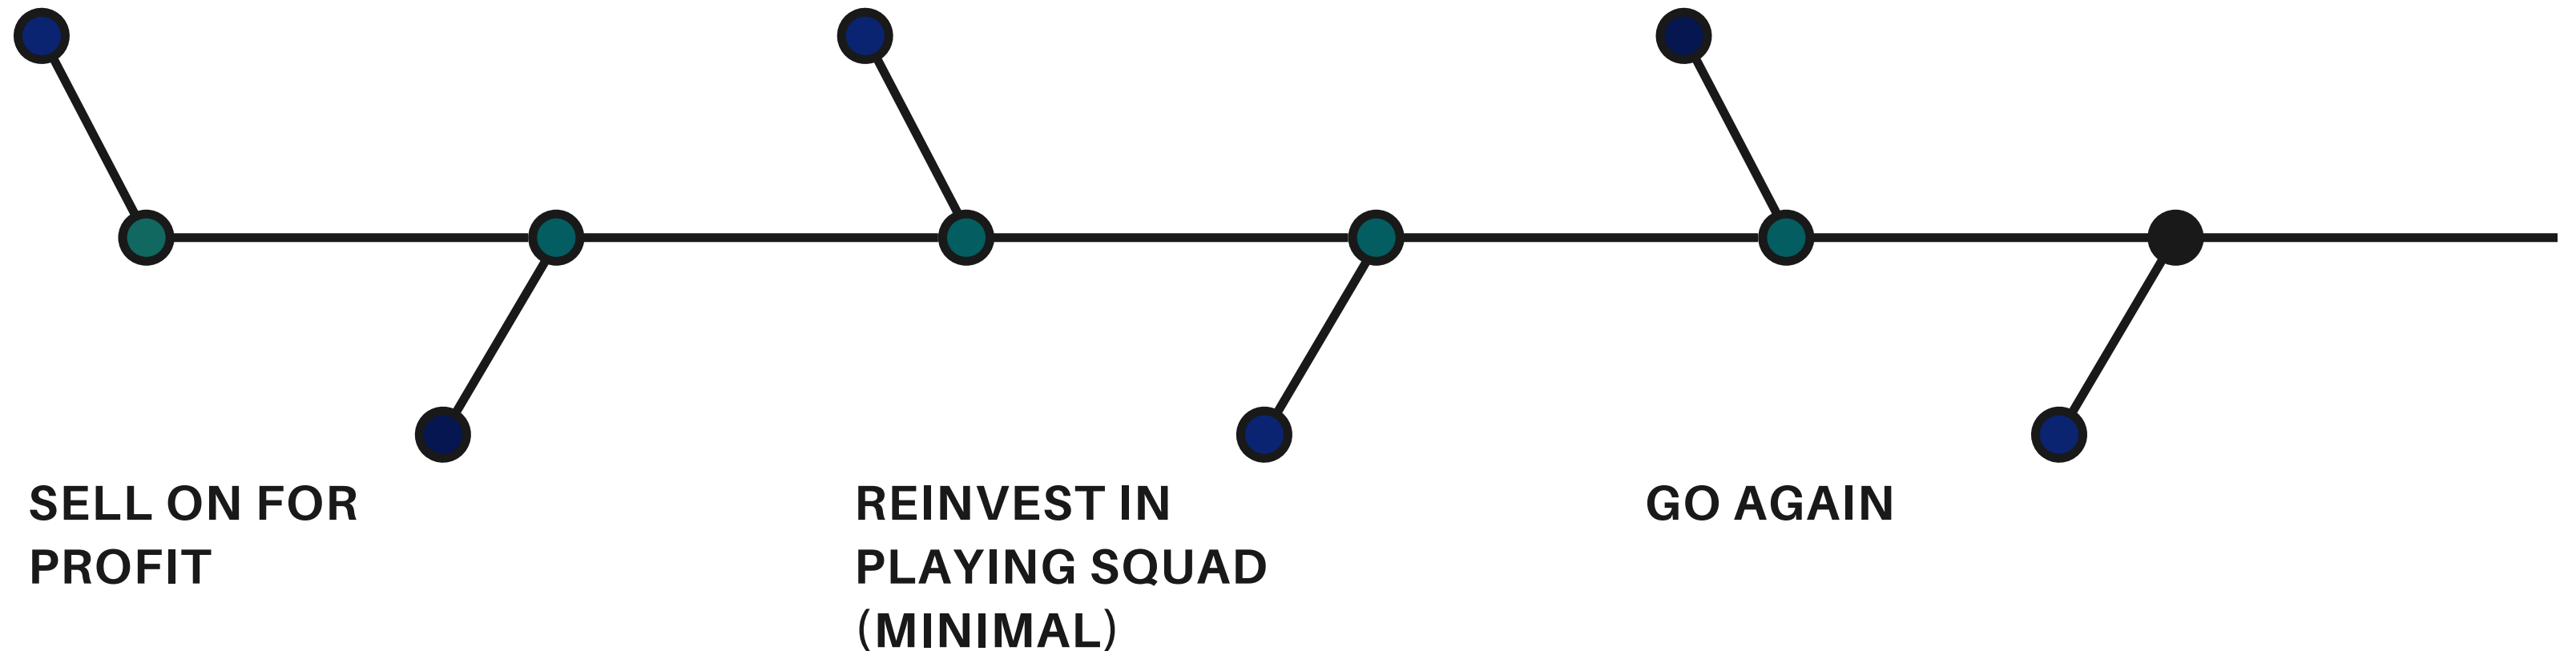 SELL ON FOR
PROFIT
REINVEST IN
PLAYING SQUAD
(MINIMAL)
GO AGAIN